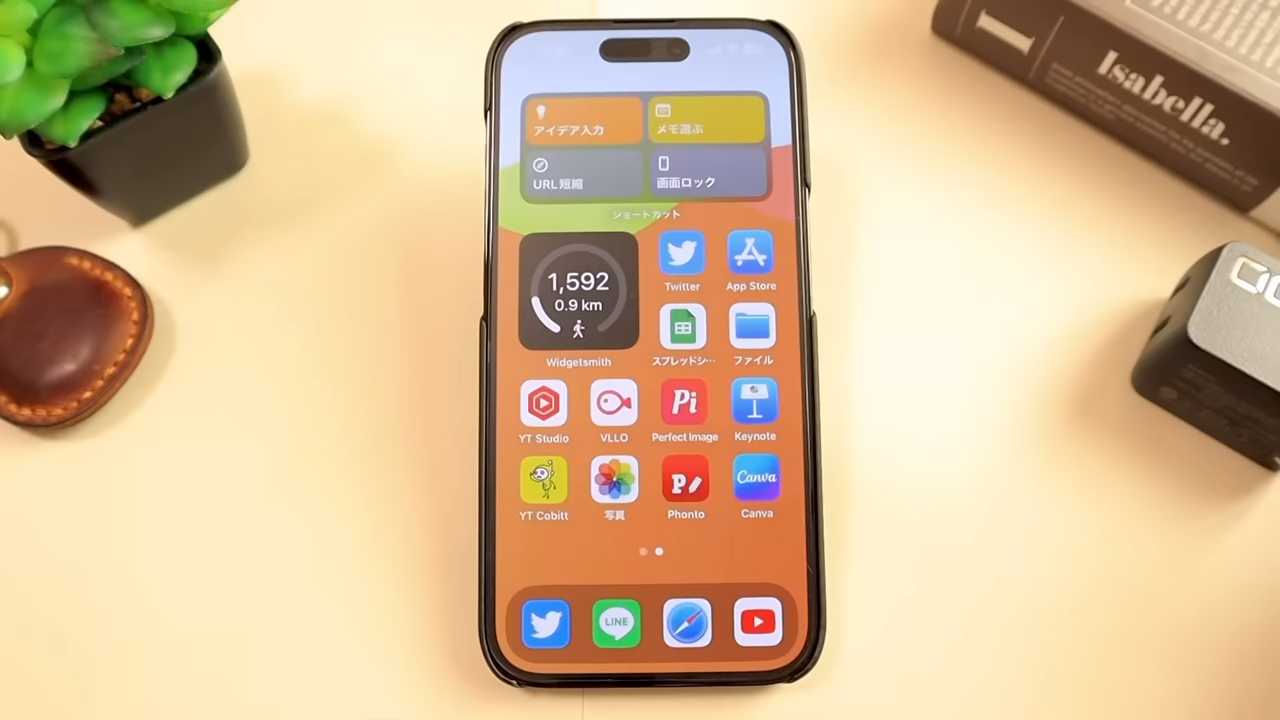 アイデア入力
メモ選ぶ
URL短縮
画面ロック
ショートカット
1,592
0.9 km
Widgetsmith
Twitter
App Store
スプレッドシ…
ファイル
Pi
YT Studio
VLLO
Perfect Image
Keynote
Canva
YT Cobitt
写真
Phonto
Canva
LINE
Isabella,